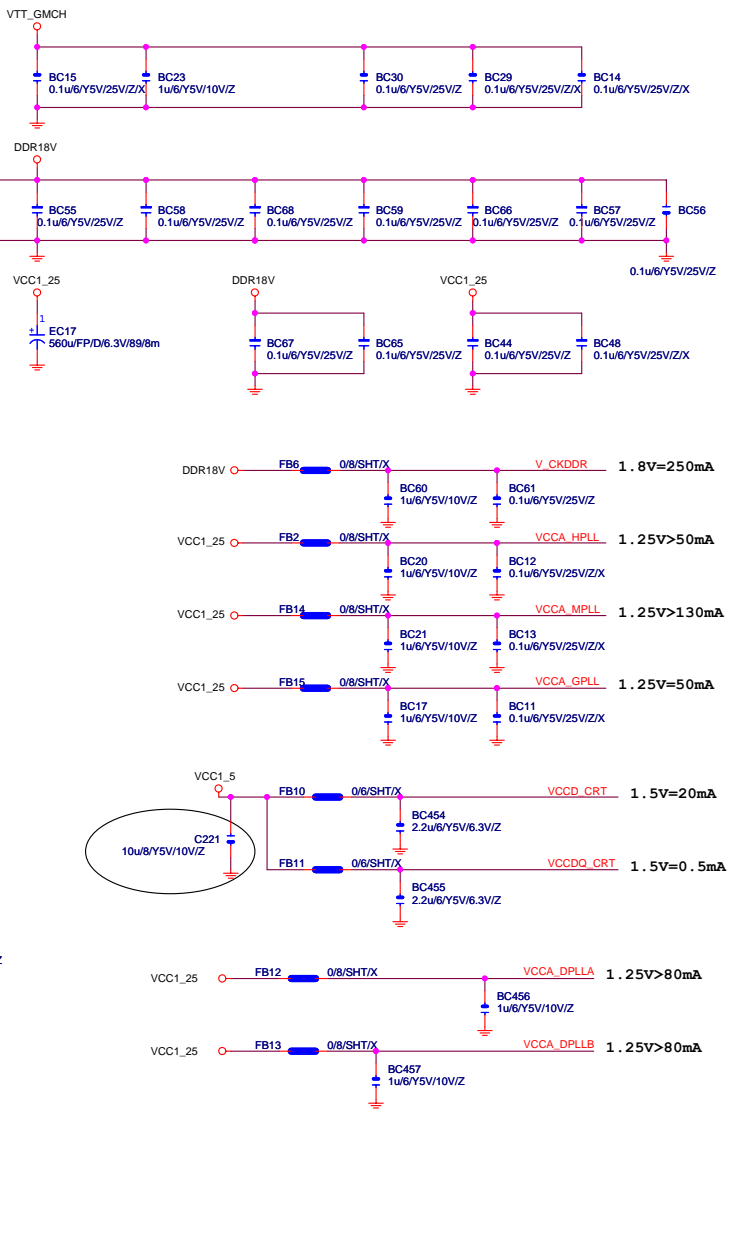 VTT_GMCH
BC15
0.1u/6/Y5V/25V/Z/X
BC23
1u/6/Y5V/10V/Z
BC30
0.1u/6/Y5V/25V/Z
BC29
0.1u/6/Y5V/25V/Z/X
BC14
0.1u/6/Y5V/25V/Z/X
DDR18V
BC55
0.1u/6/Y5V/25V/Z
BC58
0.1u/6/Y5V/25V/Z
BC68
0.1u/6/Y5V/25V/Z
BC59
0.1u/6/Y5V/25V/Z
BC66
0.1u/6/Y5V/25V/Z
BC57
0.1u/6/Y5V/25V/Z
BC56
0.1u/6/Y5V/25V/Z
VCC1_25
1
EC17
560u/FP/D/6.3V/89/8m
DDR18V
BC67
0.1u/6/Y5V/25V/Z
BC65
0.1u/6/Y5V/25V/Z
VCC1_25
BC44
0.1u/6/Y5V/25V/Z
BC48
0.1u/6/Y5V/25V/Z/X
DDR18V FB6 0/8/SHT/X V_CKDDR 1.8V=250mA
BC60
1u/6/Y5V/10V/Z
BC61
0.1u/6/Y5V/25V/Z
VCC1_25 FB2 0/8/SHT/X VCCA_HPLL 1.25V>50mA
BC20
1u/6/Y5V/10V/Z
BC12
0.1u/6/Y5V/25V/Z/X
VCC1_25 FB14 0/8/SHT/X VCCA_MPLL 1.25V>130mA
BC21
1u/6/Y5V/10V/Z
BC13
0.1u/6/Y5V/25V/Z/X
VCC1_25 FB15 0/8/SHT/X VCCA_GPLL 1.25V=50mA
BC17
1u/6/Y5V/10V/Z
BC11
0.1u/6/Y5V/25V/Z/X
VCC1_5
FB10 0/6/SHT/X VCCD_CRT 1.5V=20mA
BC454
2.2u/6/Y5V/6.3V/Z
C221
10u/8/Y5V/10V/Z
FB11 0/6/SHT/X VCCDQ_CRT 1.5V=0.5mA
BC455
2.2u/6/Y5V/6.3V/Z
Z
VCC1_25 FB12 0/8/SHT/X VCCA_DPLLA 1.25V>80mA
BC456
1u/6/Y5V/10V/Z
VCC1_25 FB13 0/8/SHT/X VCCA_DPLLB 1.25V>80mA
BC457
1u/6/Y5V/10V/Z